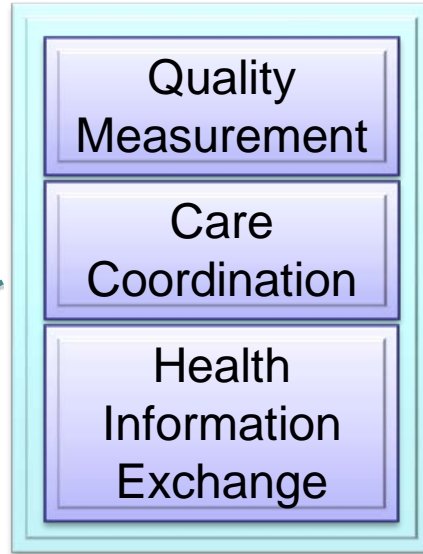 Quality
Measurement
Care
Coordination
Health
Information
Exchange